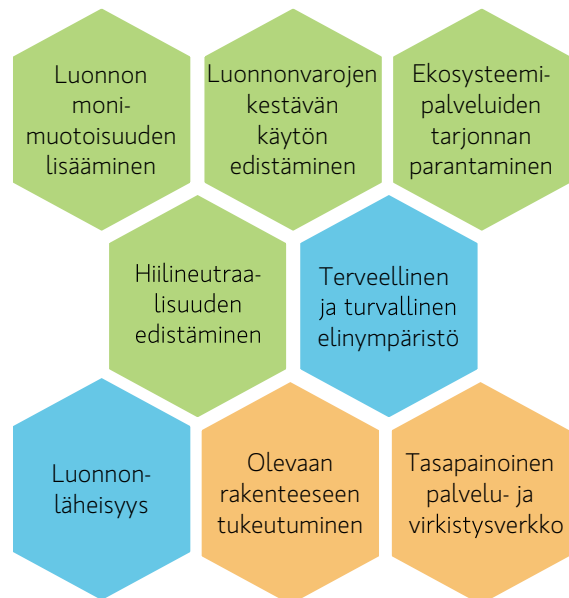 Luonnon
moni-
muotoisuuden
lisääminen
Luonnonvarojen
kestävän
käytön
edistäminen
Ekosysteemi-
palveluiden
tarjonnan
parantaminen
Hiilineutraa-
lisuuden
edistäminen
Terveellinen
ja turvallinen
elinympäristö
Luonnon-
läheisyys
Olevaan
rakenteeseen
tukeutuminen
Tasapainoinen
palvelu- ja
virkistysverkko